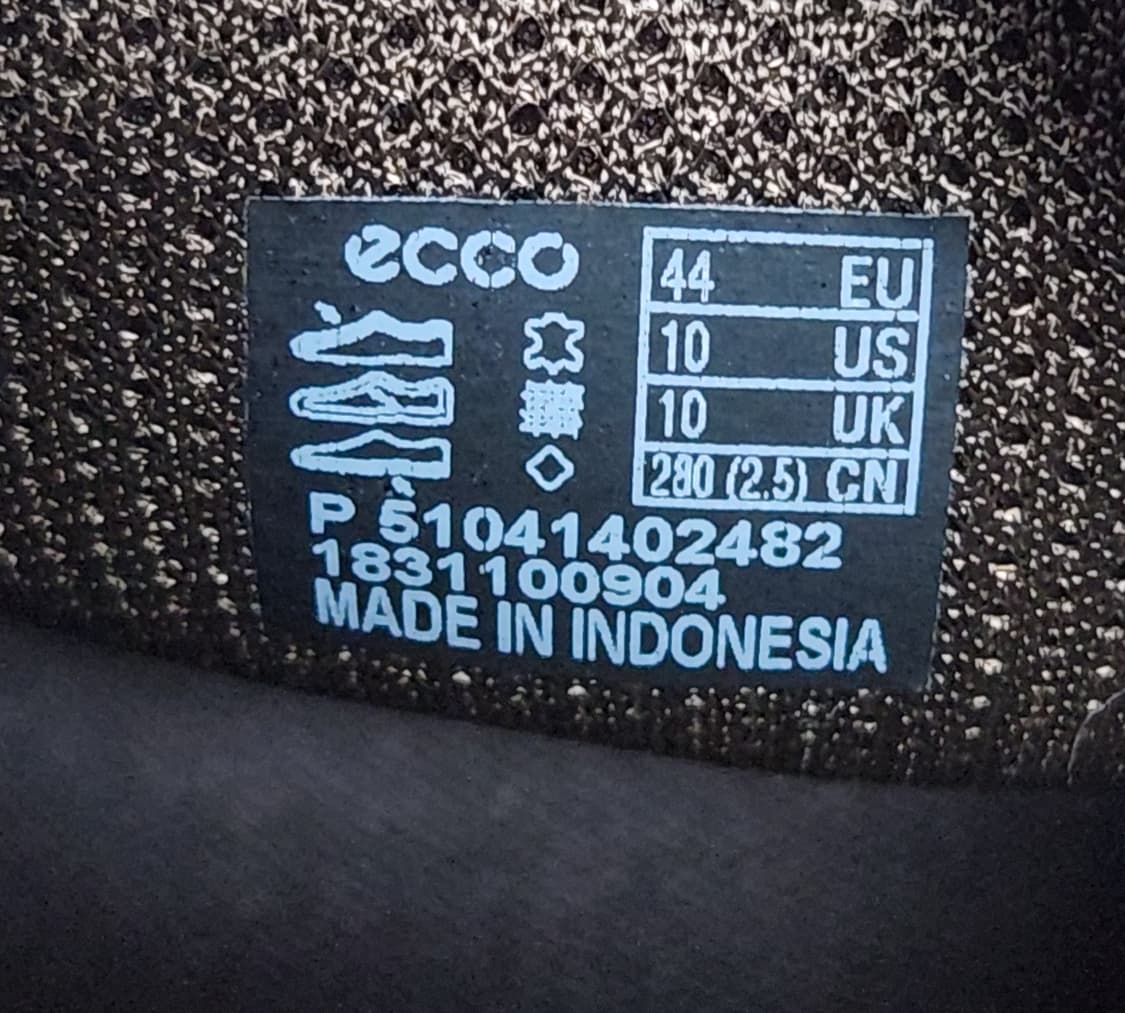 ecco
44 EU
10 US
10 UK
280 (2.5) CN
P 51041402482
1831100904
MADE IN INDONESIA